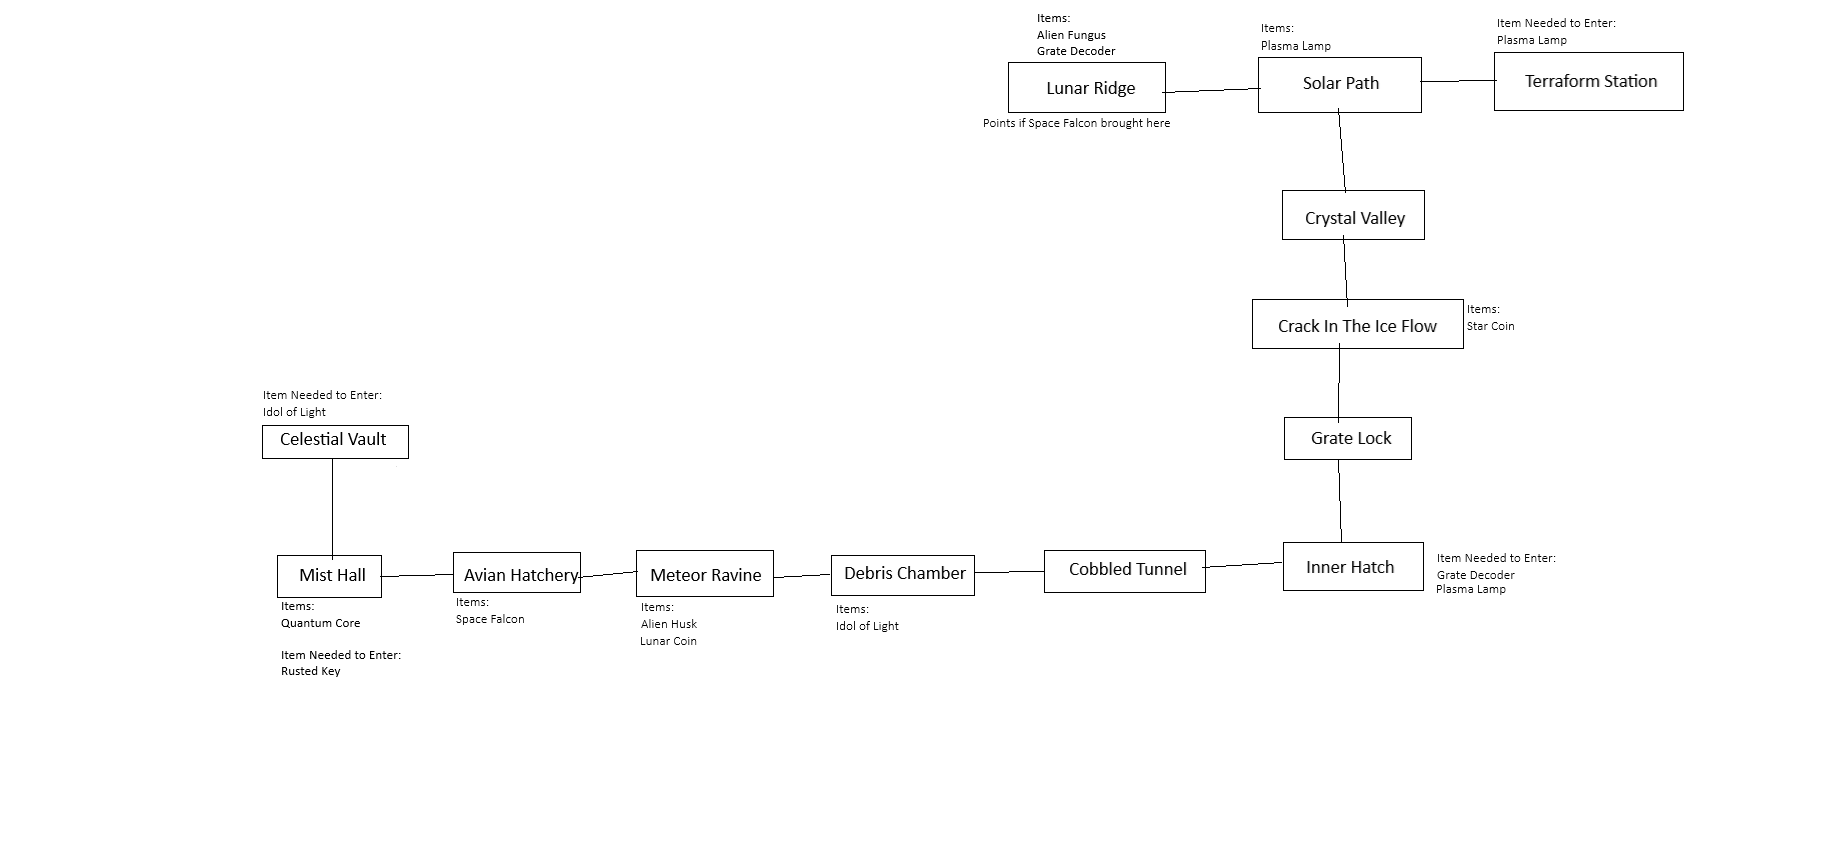 Items:
Alien Fungus
Grate Decoder
Lunar Ridge
Points if Space Falcon brought here
Items:
Plasma Lamp
Solar Path
Item Needed to Enter:
Plasma Lamp
Terraform Station
Crystal Valley
Crack In The Ice Flow
Items:
Star Coin
Grate Lock
Item Needed to Enter:
Idol of Light
Celestial Vault
Mist Hall
Items:
Quantum Core
Item Needed to Enter:
Rusted Key
Avian Hatchery
Items:
Space Falcon
Meteor Ravine
Items:
Alien Husk
Lunar Coin
Debris Chamber
Items:
Idol of Light
Cobbled Tunnel
Inner Hatch
Item Needed to Enter:
Grate Decoder
Plasma Lamp